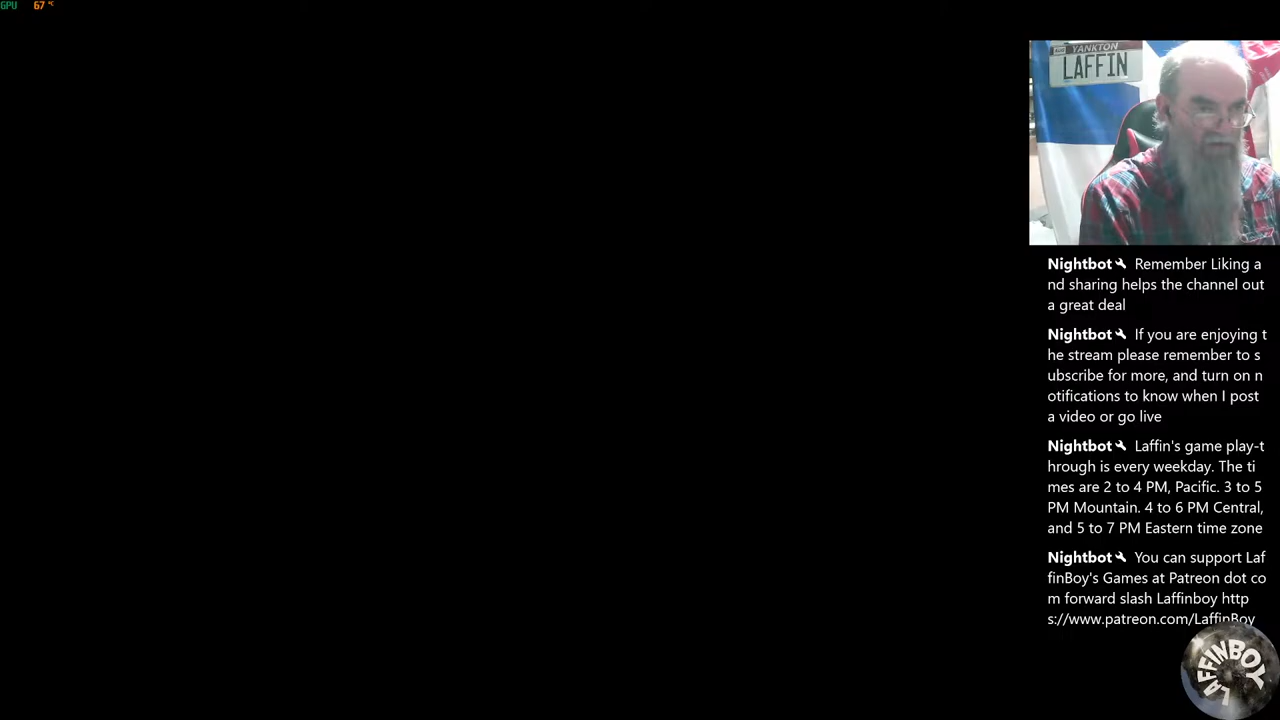 GPU 67 °C
YANKTON
LAFFIN
Nightbot Remember Liking a
nd sharing helps the channel out
a great deal
Nightbot If you are enjoying t
he stream please remember to s
ubscribe for more, and turn on n
otifications to know when I post
a video or go live
Nightbot Laffin's game play-t
hrough is every weekday. The ti
mes are 2 to 4 PM, Pacific. 3 to 5
PM Mountain. 4 to 6 PM Central,
and 5 to 7 PM Eastern time zone
Nightbot You can support Laf
finBoy's Games at Patreon dot co
m forward slash Laffinboy http
s://www.patreon.com/LaffinBoy
LAFFINBOY